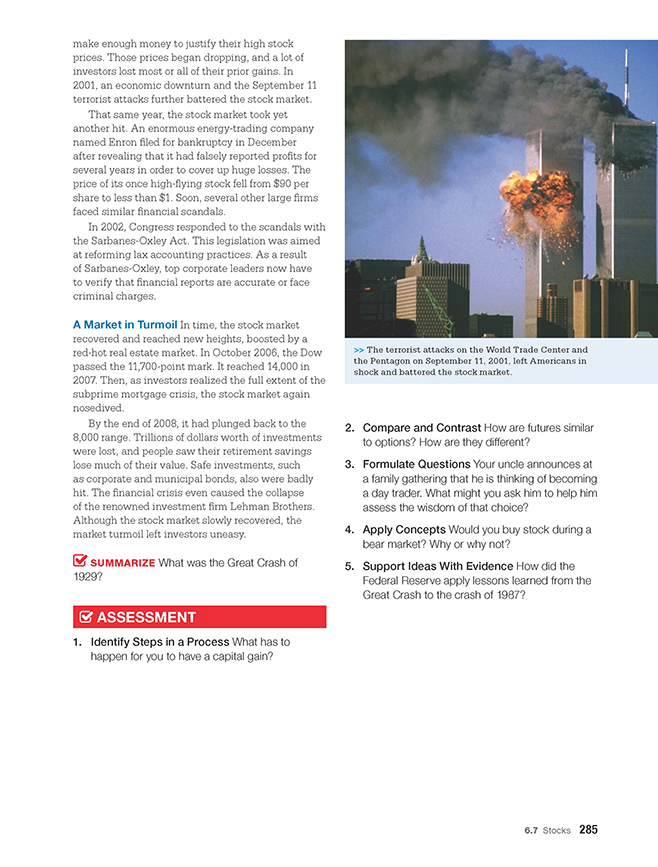 make enough money to justify their high stock
prices. Those prices began dropping, and a lot of
investors lost most or all of their prior gains. In
2001, an economic downturn and the September 11
terrorist attacks further battered the stock market.
That same year, the stock market took yet
another hit. An enormous energy-trading company
named Enron filed for bankruptcy in December
after revealing that it had falsely reported profits for
several years in order to cover up huge losses. The
price of its once high-flying stock fell from $90 per
share to less than $1. Soon, several other large firms
faced similar financial scandals.
In 2002, Congress responded to the scandals with
the Sarbanes-Oxley Act. This legislation was aimed
at reforming lax accounting practices. As a result
of Sarbanes-Oxley, top corporate leaders now have
to verify that financial reports are accurate or face
criminal charges.
A Market in Turmoil In time, the stock market
recovered and reached new heights, boosted by a
red-hot real estate market. In October 2006, the Dow
passed the 11,700-point mark. It reached 14,000 in
2007. Then, as investors realized the full extent of the
subprime mortgage crisis, the stock market again
nosedived.
By the end of 2008, it had plunged back to the
8,000 range. Trillions of dollars worth of investments
were lost, and people saw their retirement savings
lose much of their value. Safe investments, such
as corporate and municipal bonds, also were badly
hit. The financial crisis even caused the collapse
of the renowned investment firm Lehman Brothers.
Although the stock market slowly recovered, the
market turmoil left investors uneasy.
SUMMARIZE What was the Great Crash of
1929?
ASSESSMENT
1. Identify Steps in a Process What has to
happen for you to have a capital gain?
>> The terrorist attacks on the World Trade Center and
the Pentagon on September 11, 2001, left Americans in
shock and battered the stock market.
2. Compare and Contrast How are futures similar
to options? How are they different?
3. Formulate Questions Your uncle announces at
a family gathering that he is thinking of becoming
a day trader. What might you ask him to help him
assess the wisdom of that choice?
4. Apply Concepts Would you buy stock during a
bear market? Why or why not?
5. Support Ideas With Evidence How did the
Federal Reserve apply lessons learned from the
Great Crash to the crash of 1987?
6.7 Stocks 285